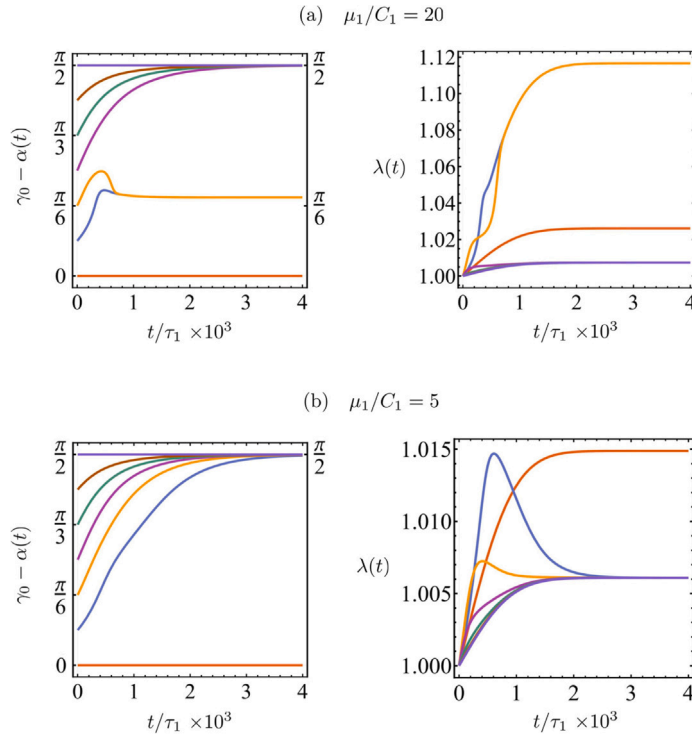 (a) μ₁/C₁ = 20
π/2
π/3
π/6
0
π/2
π/6
γ₀ − α(t)
0 1 2 3 4
t/τ₁ ×10³
1.12
1.10
1.08
1.06
1.04
1.02
1.00
λ(t)
0 1 2 3 4
t/τ₁ ×10³
(b) μ₁/C₁ = 5
π/2
π/3
π/6
0
π/2
γ₀ − α(t)
0 1 2 3 4
t/τ₁ ×10³
1.015
1.010
1.005
1.000
λ(t)
0 1 2 3 4
t/τ₁ ×10³